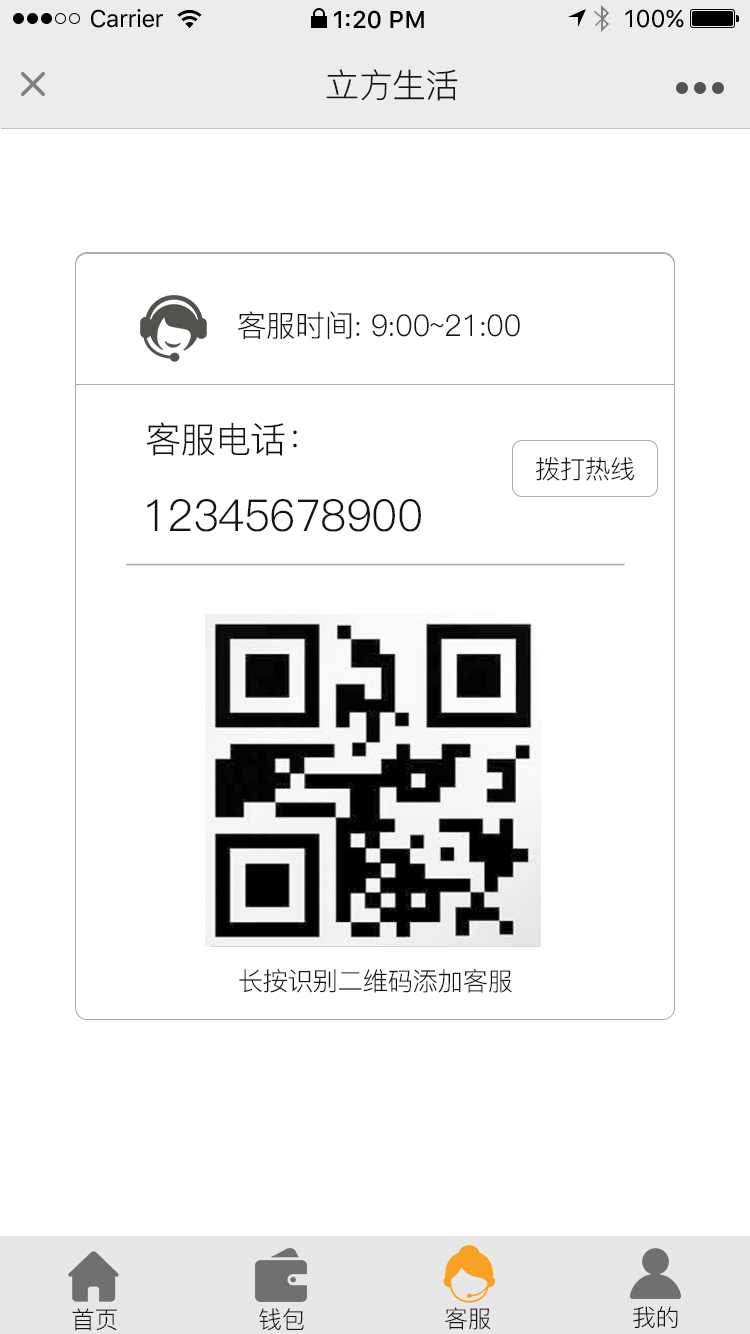 Carrier 1:20 PM 100%
立方生活
客服时间: 9:00~21:00
客服电话：
拨打热线
12345678900
长按识别二维码添加客服
首页 钱包 客服 我的